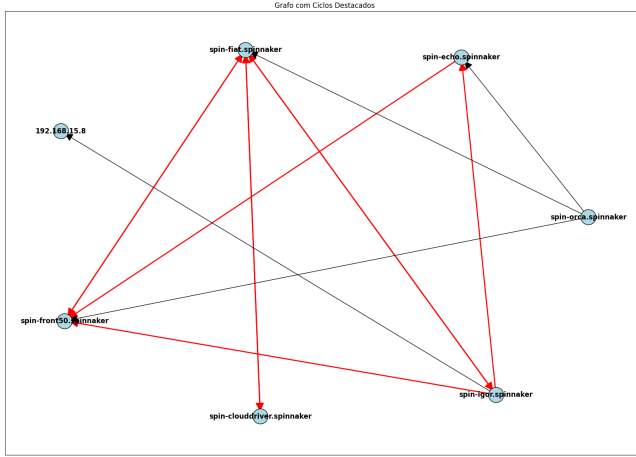 Grafo com Ciclos Destacados
spin-fiat.spinnaker
spin-echo.spinnaker
192.168.15.8
spin-orca.spinnaker
spin-front50.spinnaker
spin-igor.spinnaker
spin-clouddriver.spinnaker